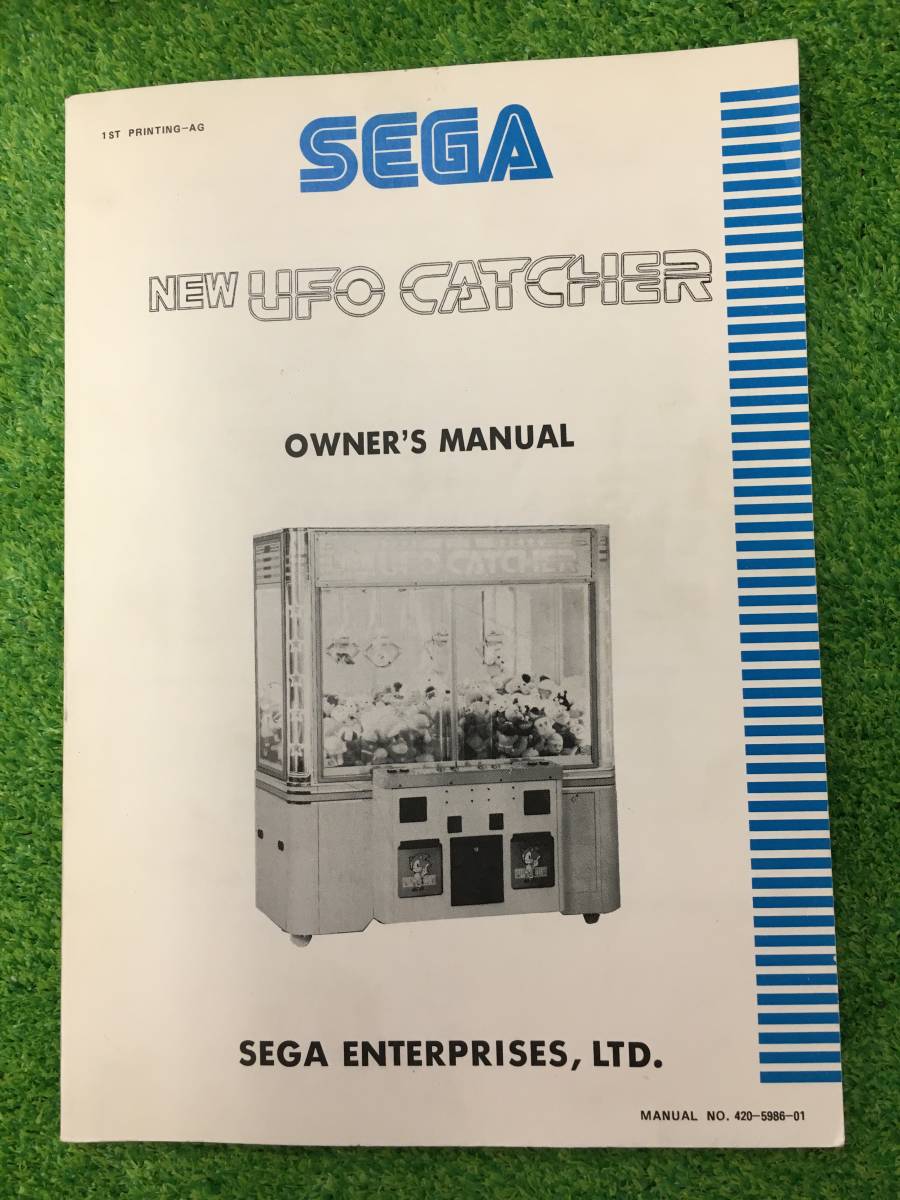 1ST PRINTING-AG
SEGA
NEW UFO CATCHER
OWNER'S MANUAL
UFO CATCHER
SEGA ENTERPRISES, LTD.
MANUAL NO. 420-5986-01